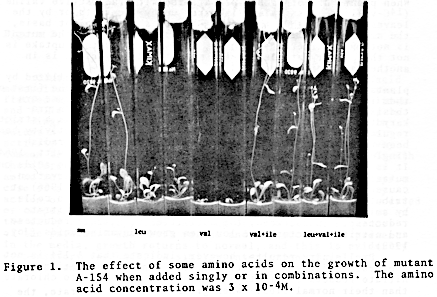 mm leu val val+ile leu+val+ile
Figure 1. The effect of some amino acids on the growth of mutant
A-154 when added singly or in combinations. The amino
acid concentration was 3 x 10-4M.